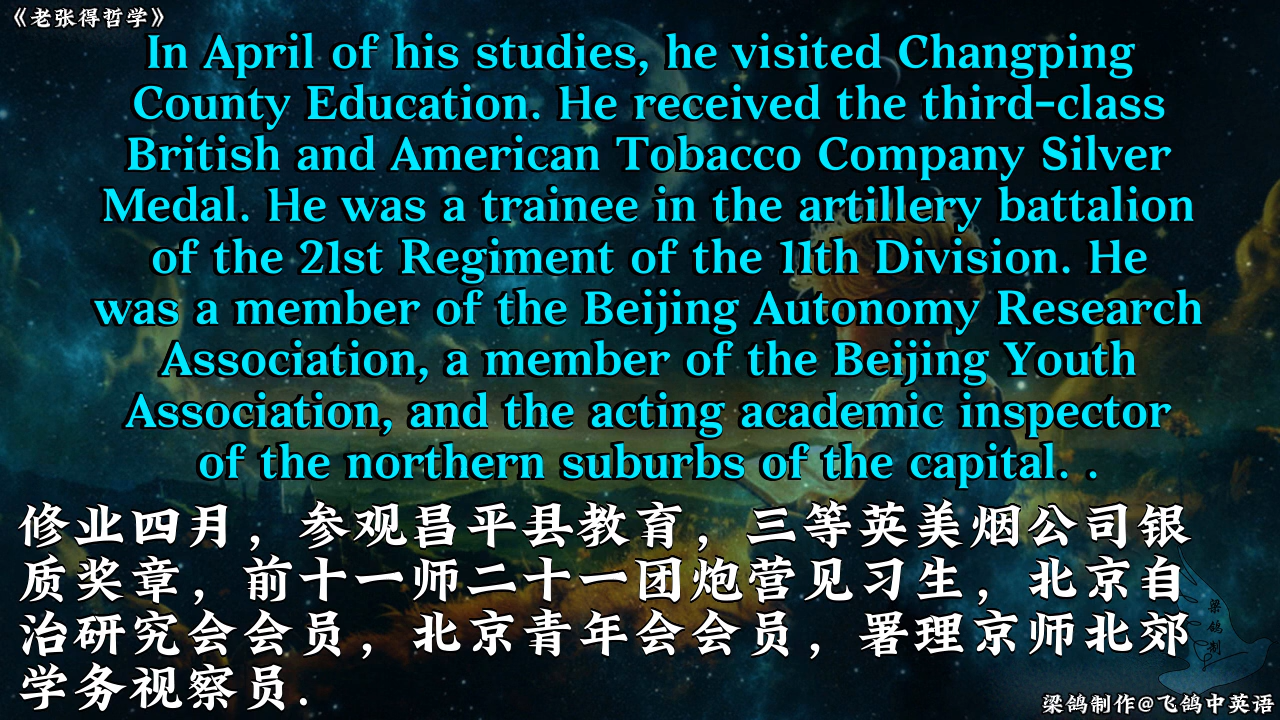 《老张得哲学》
In April of his studies, he visited Changping
County Education. He received the third-class
British and American Tobacco Company Silver
Medal. He was a trainee in the artillery battalion
of the 21st Regiment of the 11th Division. He
was a member of the Beijing Autonomy Research
Association, a member of the Beijing Youth
Association, and the acting academic inspector
of the northern suburbs of the capital. .
修业四月，参观昌平县教育，三等英美烟公司银
质奖章，前十一师二十一团炮营见习生，北京自
治研究会会员，北京青年会会员，署理京师北郊
学务视察员.
梁鸽制
梁鸽制作@飞鸽中英语